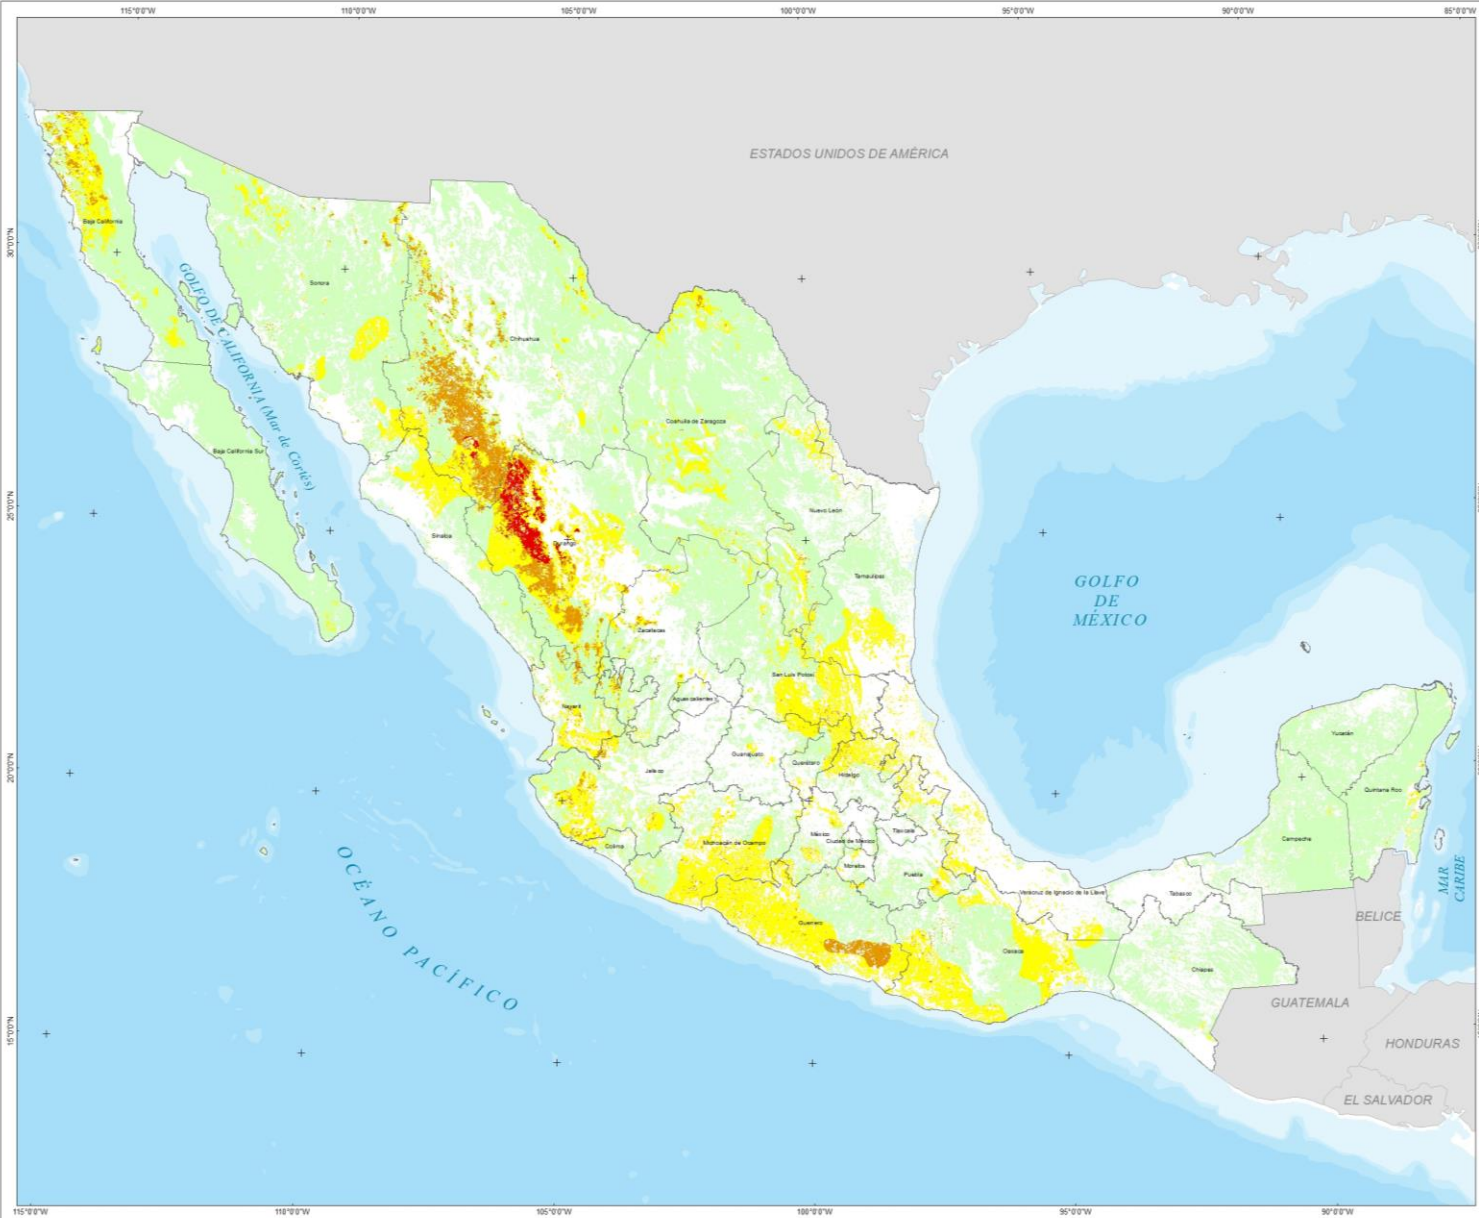 115°0'0"W 110°0'0"W 105°0'0"W 100°0'0"W 95°0'0"W 90°0'0"W 85°0'0"W
ESTADOS UNIDOS DE AMÉRICA
Baja California
30°0'0"N
GOLFO DE CALIFORNIA (Mar de Cortés)
Sonora
Chihuahua
Coahuila de Zaragoza
Baja California Sur
25°0'0"N
Nuevo León
Sinaloa
Durango
Tamaulipas
GOLFO
DE
MÉXICO
Zacatecas
San Luis Potosí
Aguascalientes
Nayarit
Yucatán
Guanajuato
Querétaro
20°0'0"N
Jalisco
Hidalgo
Quintana Roo
México
Tlaxcala
Ciudad de México
Campeche
Michoacán de Ocampo
Colima
Morelos
Puebla
Veracruz de Ignacio de la Llave
Tabasco
MAR
CARIBE
OCÉANO PACÍFICO
Guerrero
BELICE
Oaxaca
Chiapas
GUATEMALA
15°0'0"N
HONDURAS
EL SALVADOR
115°0'0"W 110°0'0"W 105°0'0"W 100°0'0"W 95°0'0"W 90°0'0"W